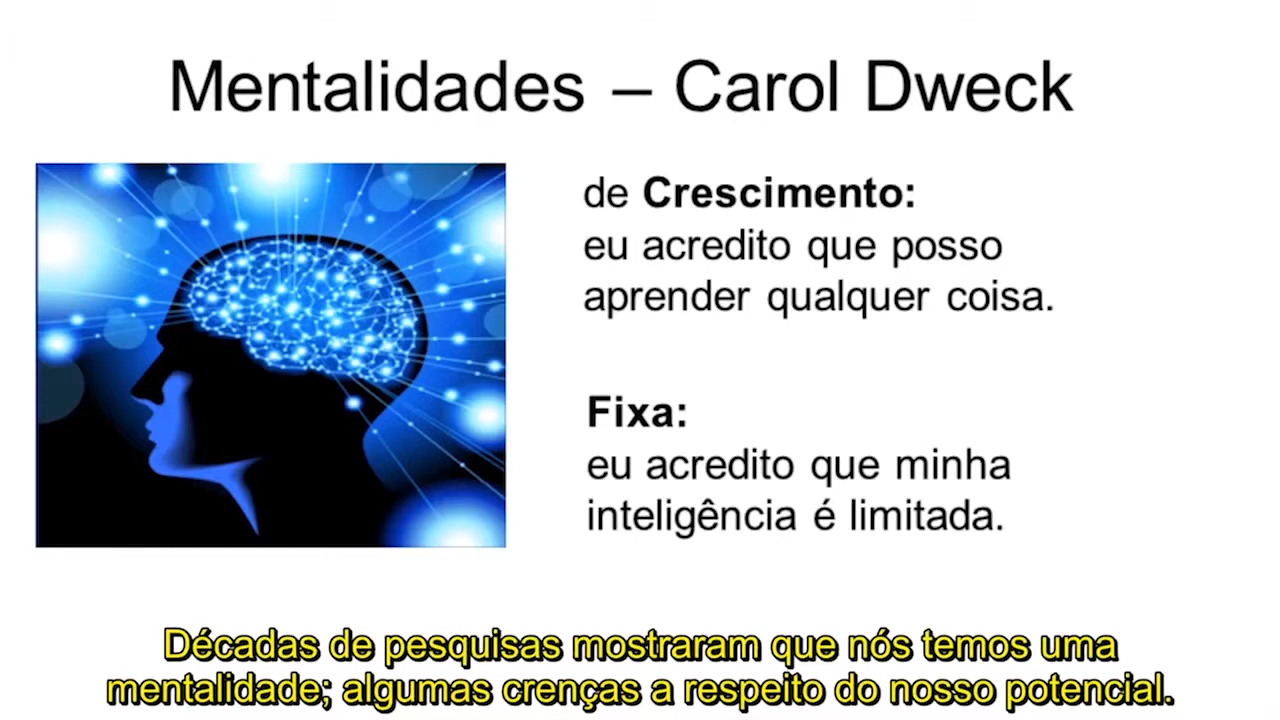 Mentalidades – Carol Dweck
de Crescimento:
eu acredito que posso
aprender qualquer coisa.
Fixa:
eu acredito que minha
inteligência é limitada.
Décadas de pesquisas mostraram que nós temos uma
mentalidade; algumas crenças a respeito do nosso potencial.